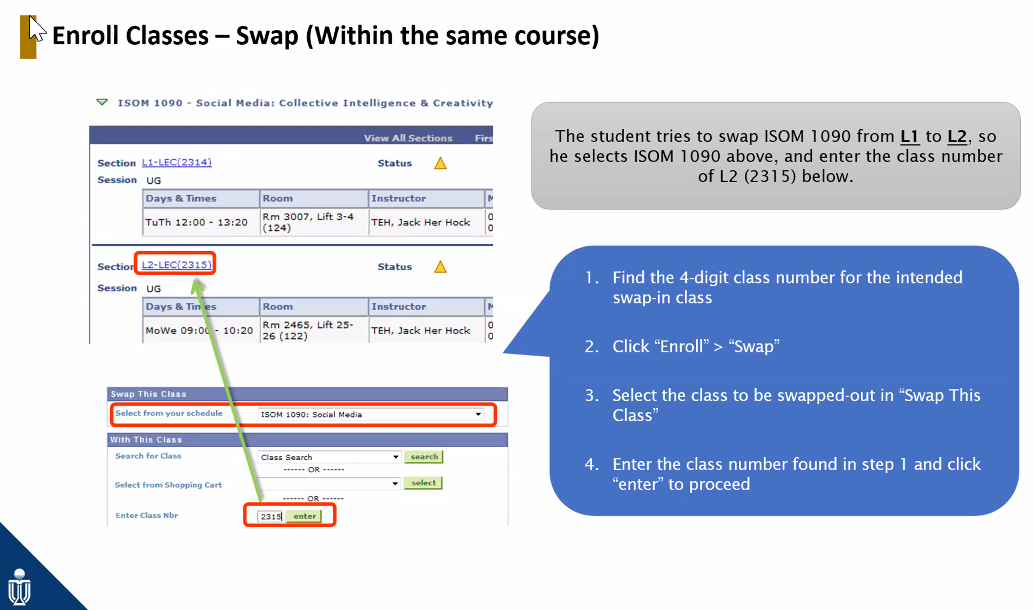 Enroll Classes – Swap (Within the same course)
ISOM 1090 - Social Media: Collective Intelligence & Creativity
View All Sections
Section L1-LEC(2314) Status
Session UG
Days & Times Room Instructor
TuTh 12:00 - 13:20 Rm 3007, Lift 3-4 (124) TEH, Jack Her Hock
Section L2-LEC(2315) Status
Session UG
Days & Times Room Instructor
MoWe 09:00 - 10:20 Rm 2465, Lift 25-26 (122) TEH, Jack Her Hock
The student tries to swap ISOM 1090 from L1 to L2, so
he selects ISOM 1090 above, and enter the class number
of L2 (2315) below.
1. Find the 4-digit class number for the intended
swap-in class
2. Click “Enroll” > “Swap”
3. Select the class to be swapped-out in “Swap This
Class”
4. Enter the class number found in step 1 and click
“enter” to proceed
Swap This Class
Select from your schedule ISOM 1090: Social Media
With This Class
Search for Class Class Search search
------ OR ------
Select from Shopping Cart select
------ OR ------
Enter Class Nbr 2315 enter